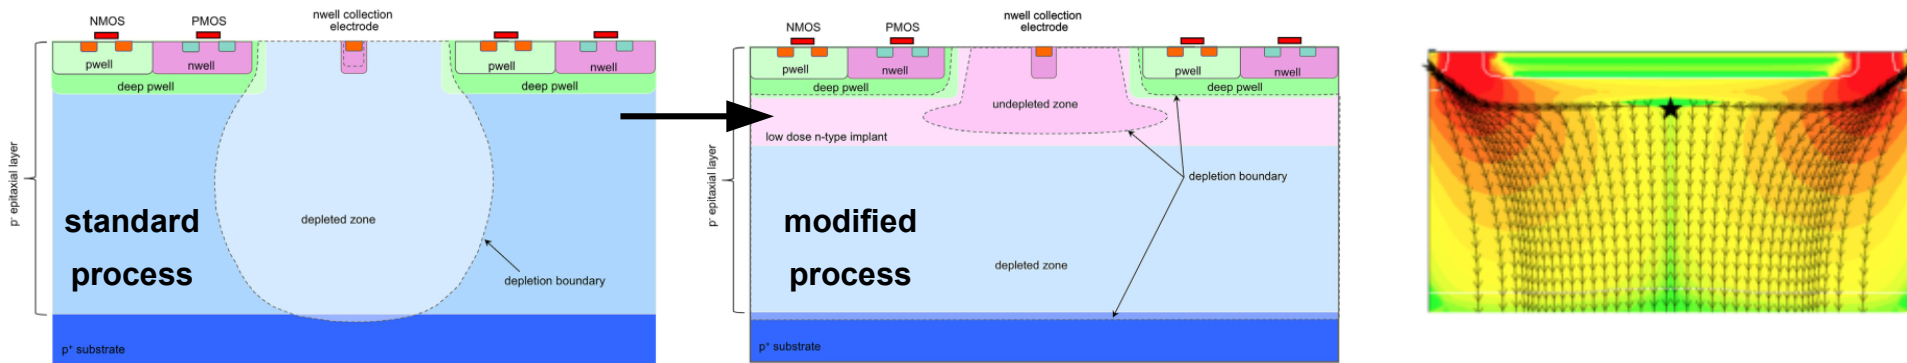 NMOS
PMOS
nwell collection
electrode
pwell
nwell
deep pwell
pwell
nwell
deep pwell
p- epitaxial layer
standard
process
depleted zone
depletion boundary
p+ substrate
NMOS
PMOS
nwell collection
electrode
pwell
nwell
deep pwell
pwell
nwell
deep pwell
undepleted zone
low dose n-type implant
p- epitaxial layer
depletion boundary
modified
process
depleted zone
p+ substrate